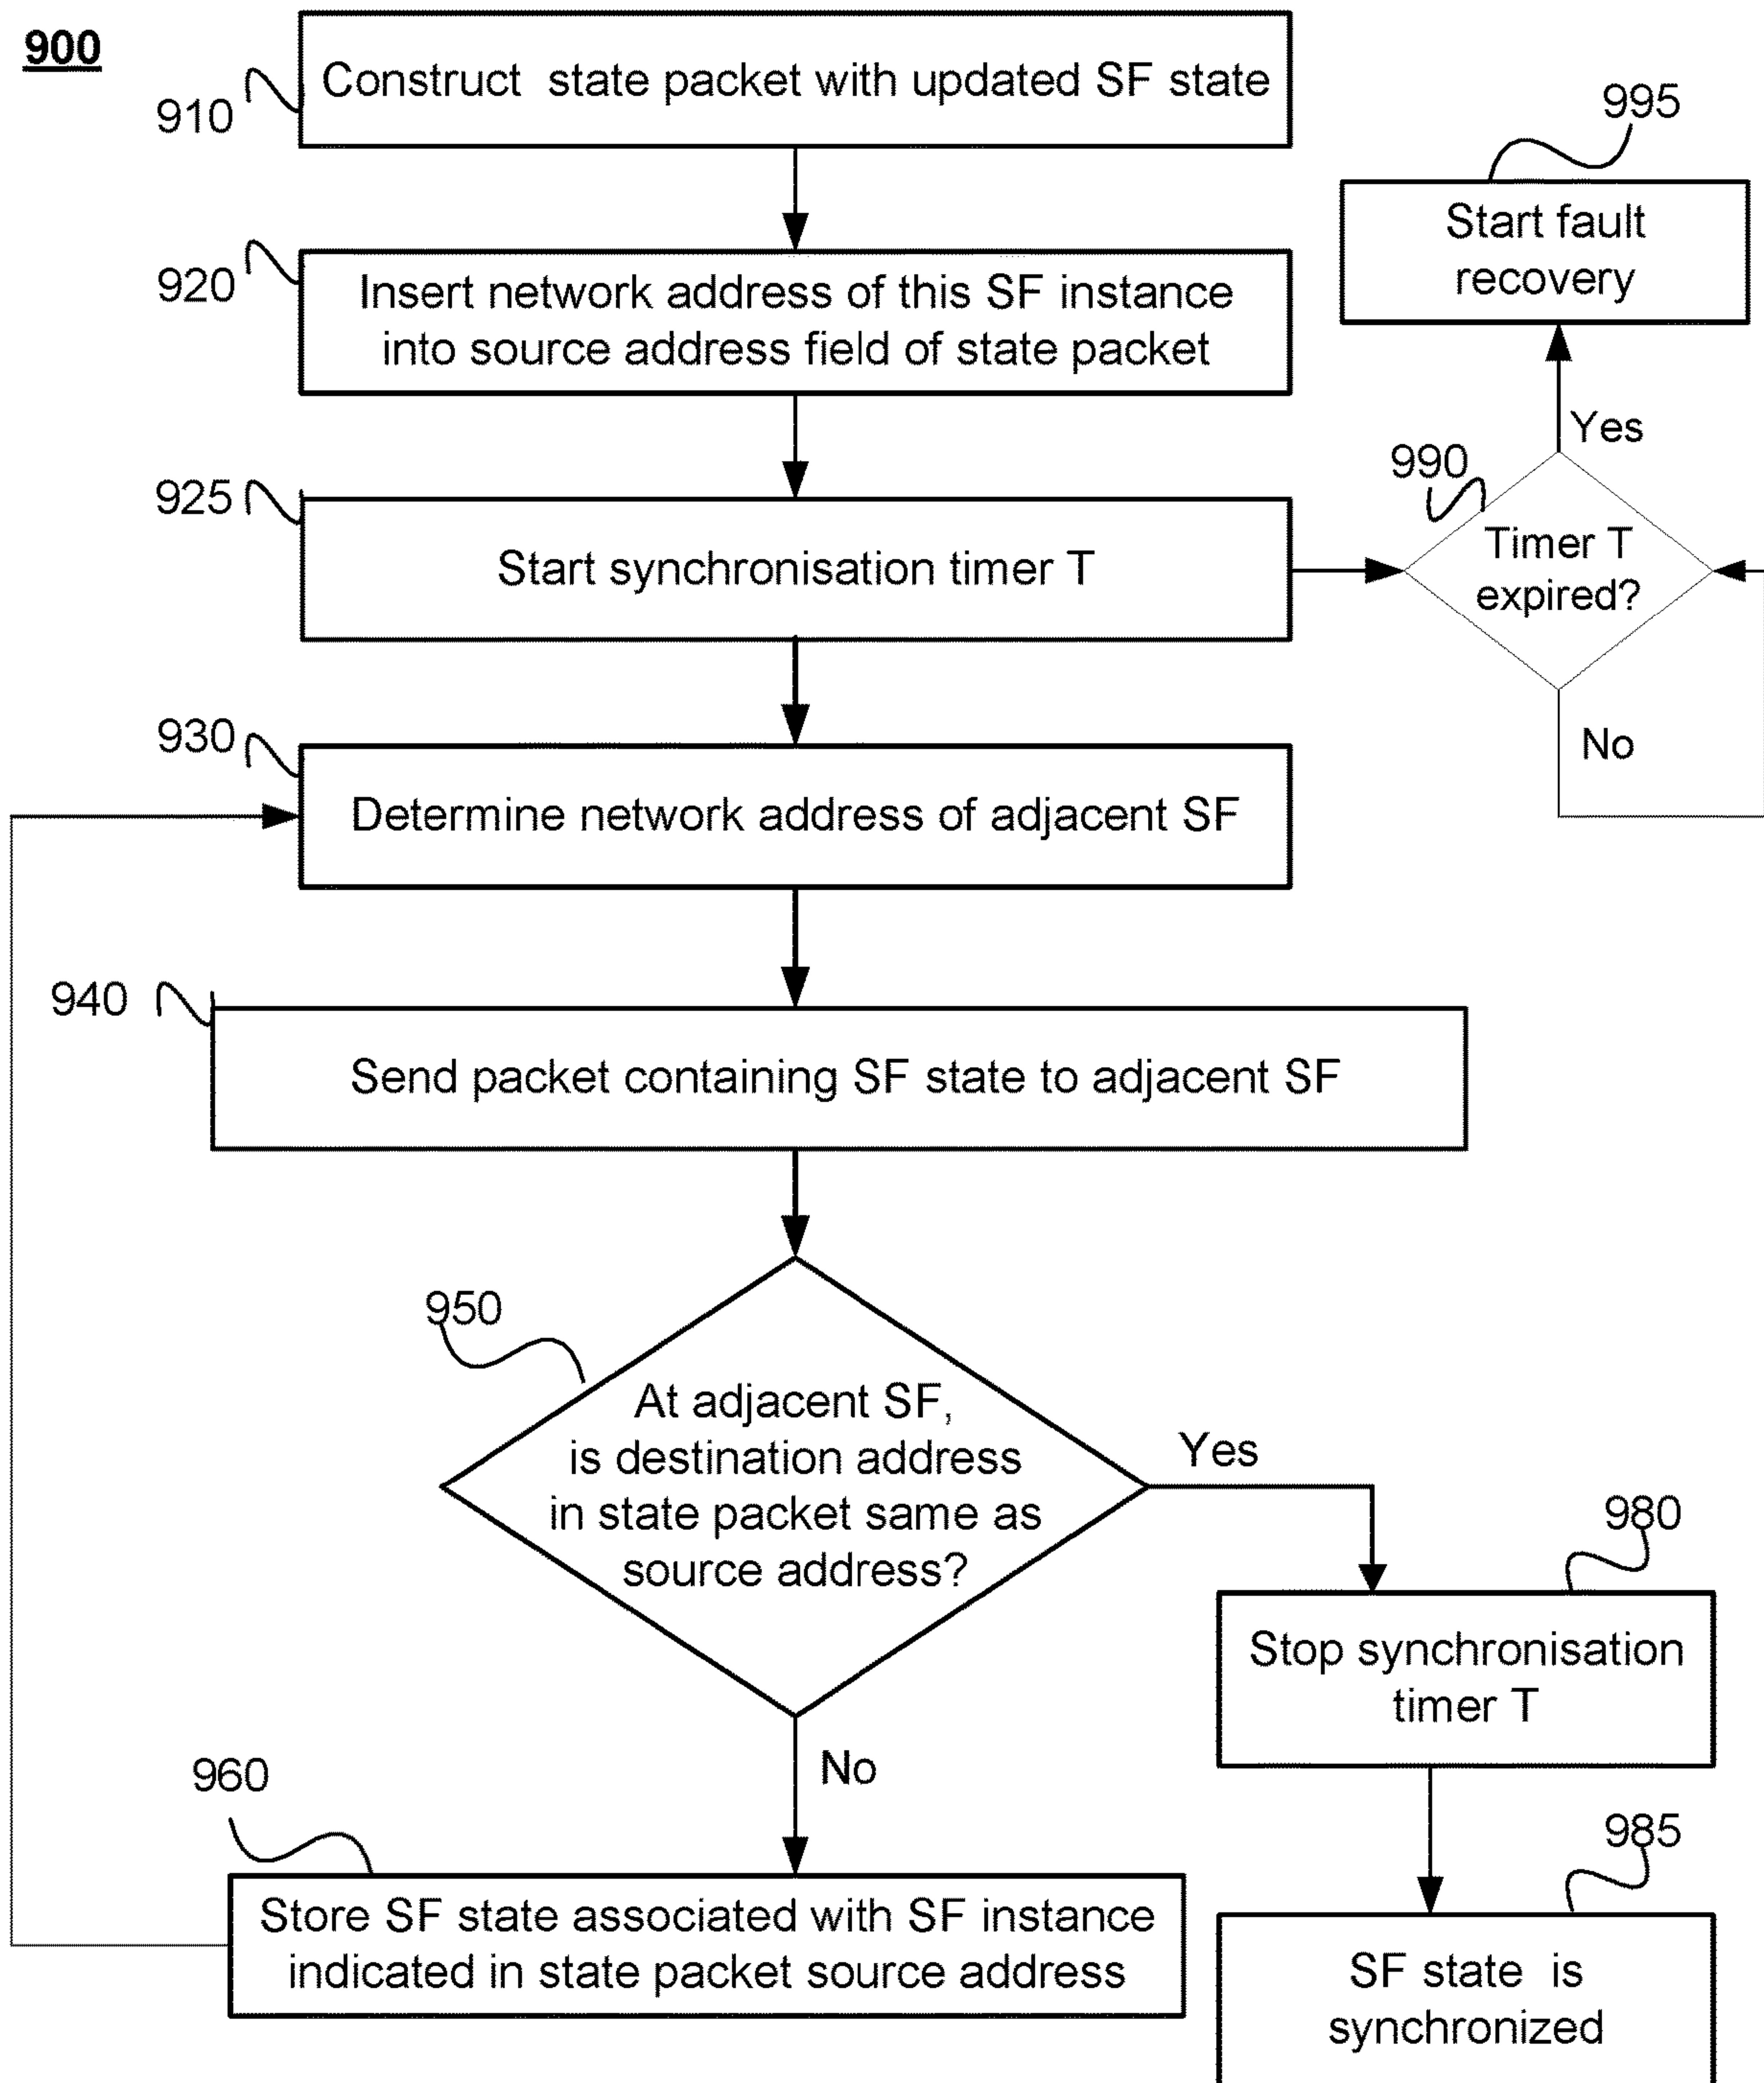 900
910
Construct state packet with updated SF state
995
Start fault
recovery
920
Insert network address of this SF instance
into source address field of state packet
Yes
990
925
Start synchronisation timer T
Timer T
expired?
930
No
Determine network address of adjacent SF
940
Send packet containing SF state to adjacent SF
950
At adjacent SF,
is destination address
in state packet same as
source address?
Yes
980
Stop synchronisation
timer T
No
960
985
Store SF state associated with SF instance
indicated in state packet source address
SF state is
synchronized